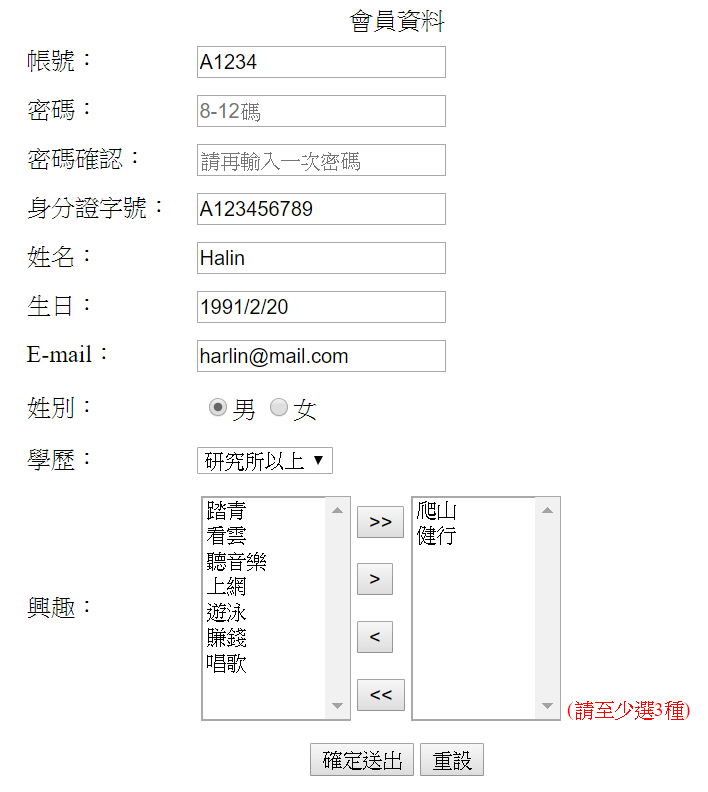 會員資料
帳號： A1234
密碼： 8-12碼
密碼確認： 請再輸入一次密碼
身分證字號： A123456789
姓名： Halin
生日： 1991/2/20
E-mail： harlin@mail.com
姓別： 男 女
學歷： 研究所以上
興趣：
踏青
看雲
聽音樂
上網
遊泳
賺錢
唱歌
>>
>
<
<<
爬山
健行
(請至少選3種)
確定送出 重設